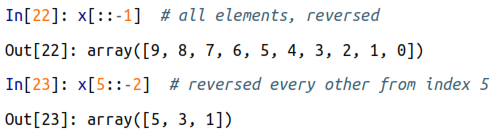 In[22]: x[::-1]  # all elements, reversed
Out[22]: array([9, 8, 7, 6, 5, 4, 3, 2, 1, 0])
In[23]: x[5::-2]  # reversed every other from index 5
Out[23]: array([5, 3, 1])